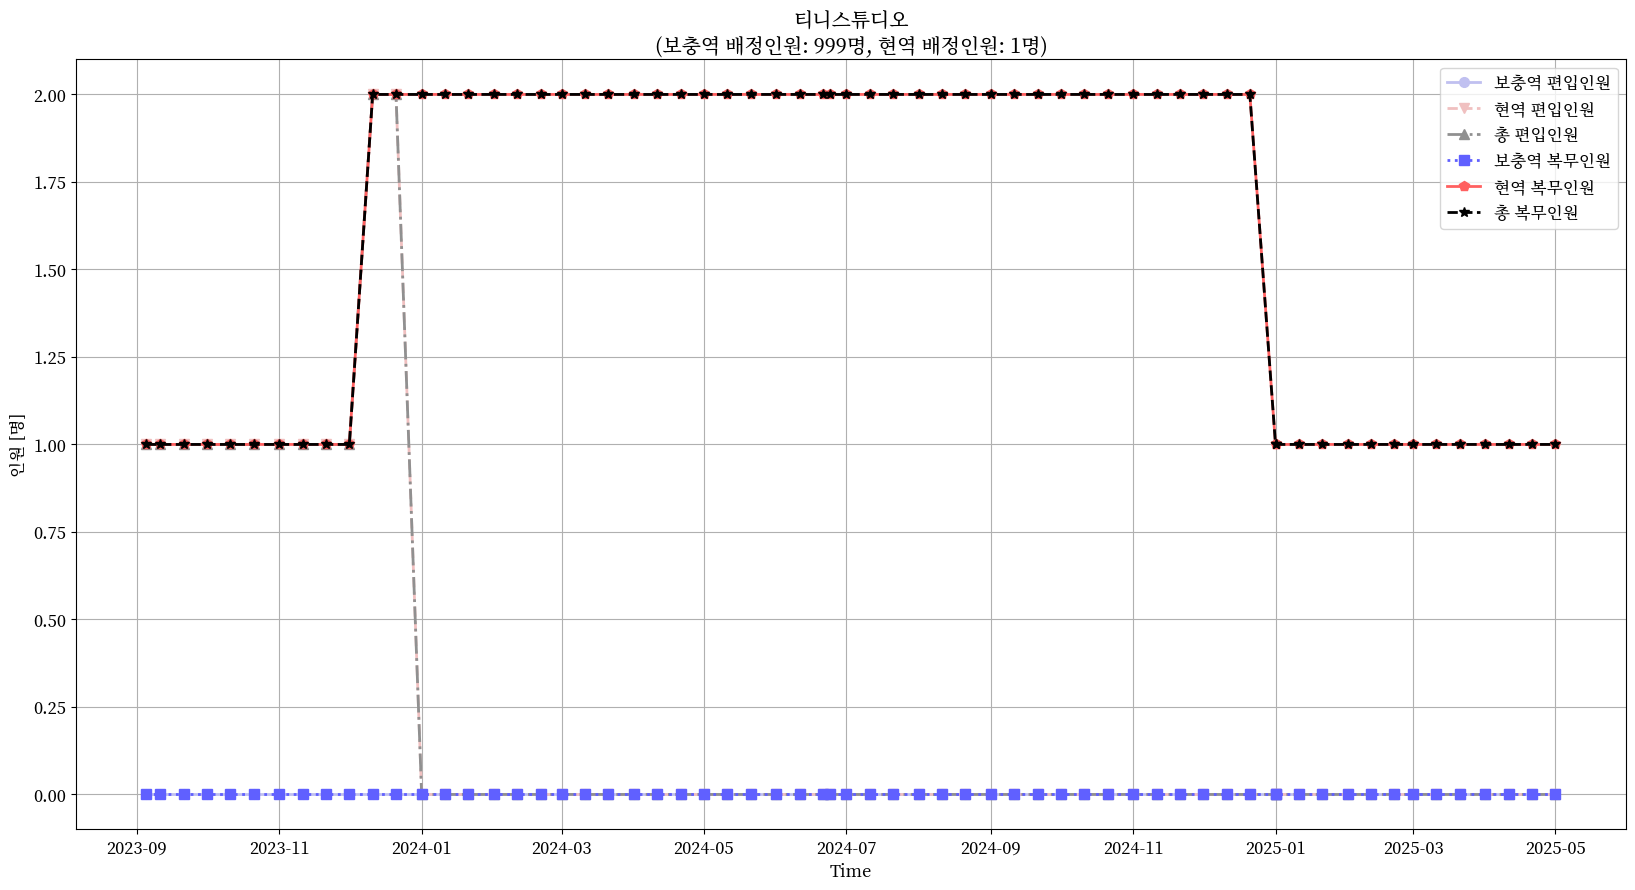 티니스튜디오
(보충역 배정인원: 999명, 현역 배정인원: 1명)
보충역 편입인원
현역 편입인원
총 편입인원
보충역 복무인원
현역 복무인원
총 복무인원
인원 [명]
2.00
1.75
1.50
1.25
1.00
0.75
0.50
0.25
0.00
2023-09
2023-11
2024-01
2024-03
2024-05
2024-07
2024-09
2024-11
2025-01
2025-03
2025-05
Time